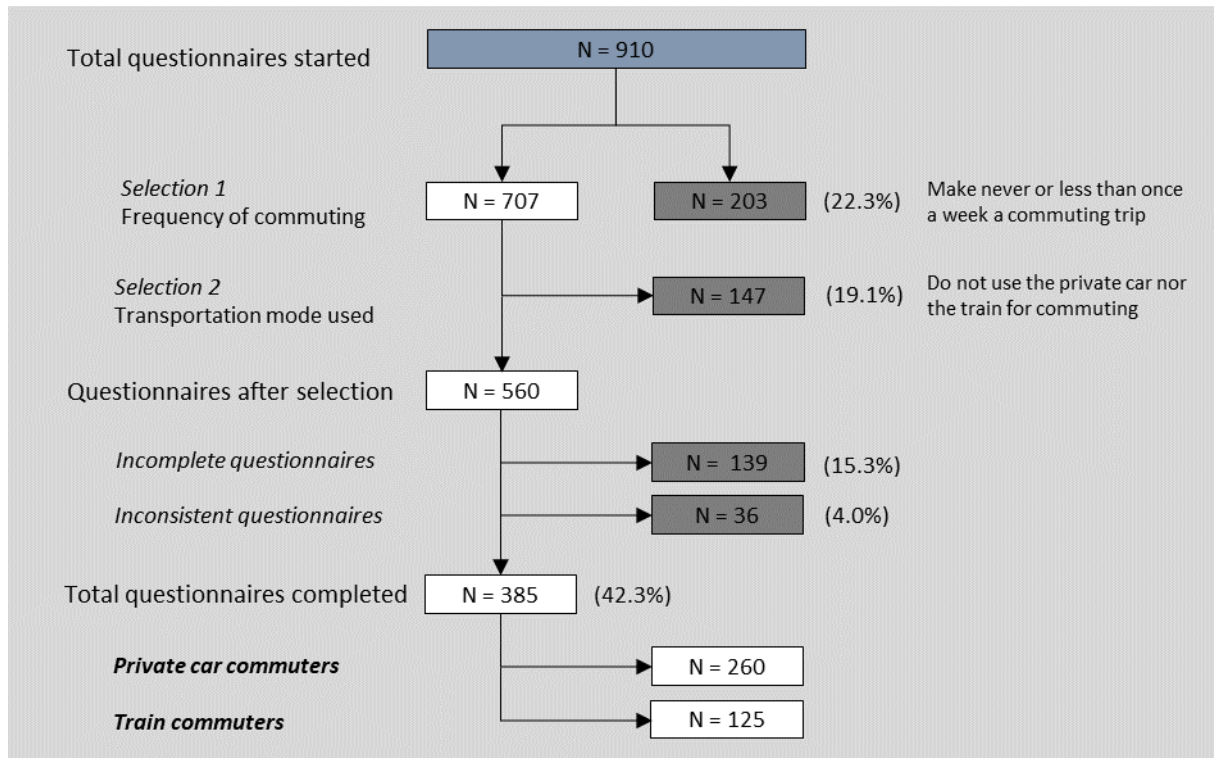 Total questionnaires started
N = 910
Selection 1
Frequency of commuting
N = 707
N = 203
(22.3%)
Make never or less than once
a week a commuting trip
Selection 2
Transportation mode used
N = 147
(19.1%)
Do not use the private car nor
the train for commuting
Questionnaires after selection
N = 560
Incomplete questionnaires
N = 139
(15.3%)
Inconsistent questionnaires
N = 36
(4.0%)
Total questionnaires completed
N = 385
(42.3%)
Private car commuters
N = 260
Train commuters
N = 125